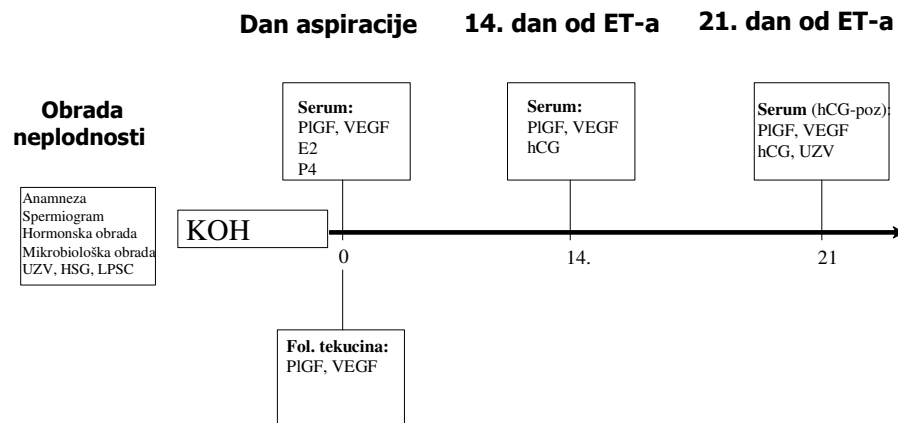 Dan aspiracije
14. dan od ET-a
21. dan od ET-a
Obrada
neplodnosti
Anamneza
Spermiogram
Hormonska obrada
Mikrobiološka obrada
UZV, HSG, LPSC
KOH
Serum:
PlGF, VEGF
E2
P4
Serum:
PlGF, VEGF
hCG
Serum (hCG-poz):
PlGF, VEGF
hCG, UZV
0
14.
21
Fol. tekucina:
PlGF, VEGF